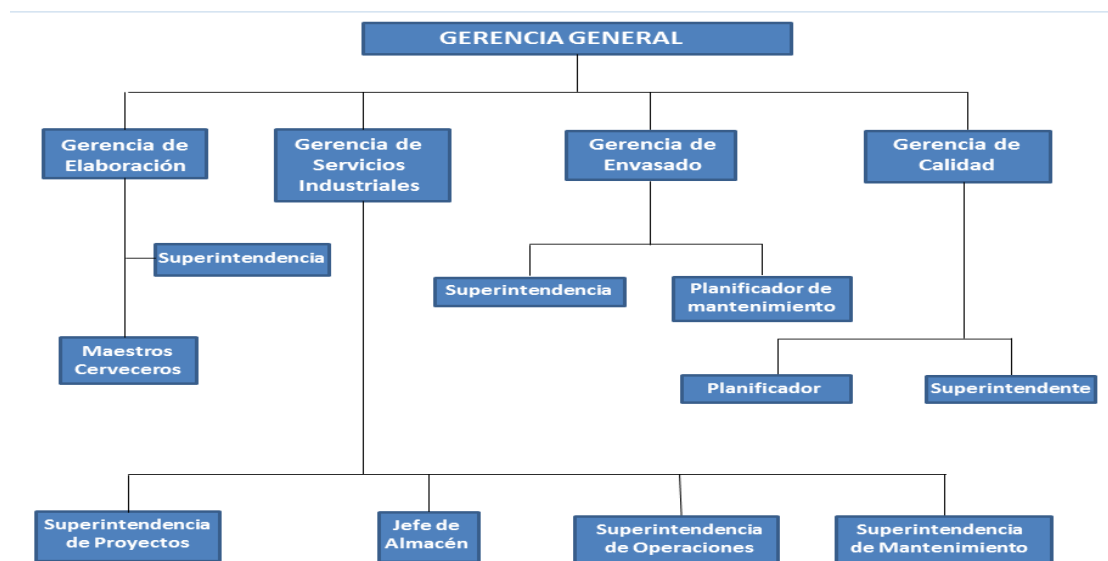 GERENCIA GENERAL
Gerencia de
Elaboración
Gerencia de
Servicios
Industriales
Gerencia de
Envasado
Gerencia de
Calidad
Superintendencia
Superintendencia
Planificador de
mantenimiento
Maestros
Cerveceros
Planificador
Superintendente
Superintendencia
de Proyectos
Jefe de
Almacén
Superintendencia
de Operaciones
Superintendencia
de Mantenimiento